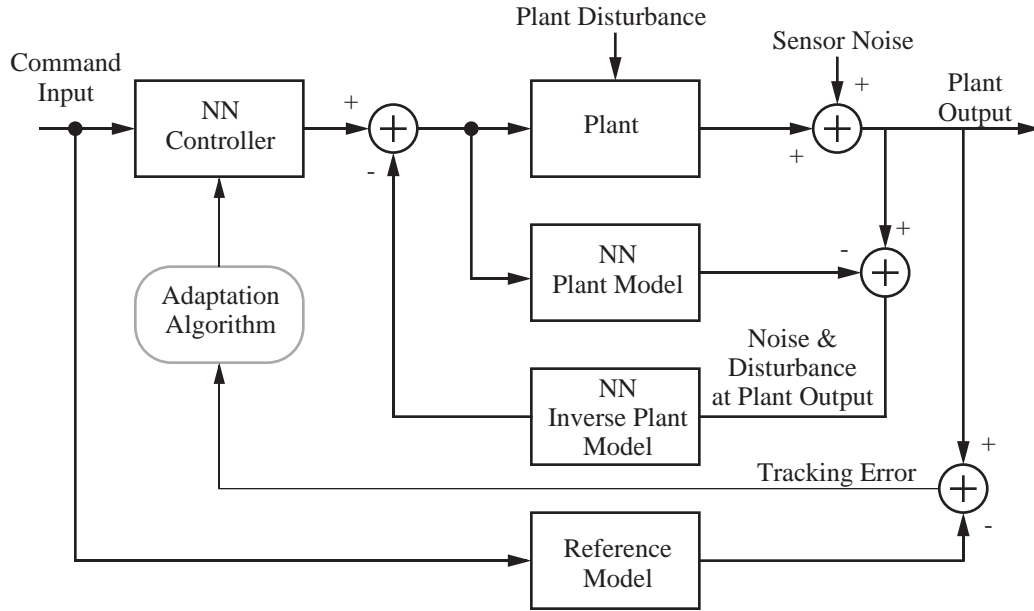 Plant Disturbance
Sensor Noise
Command
Input
NN
Controller
+
-
+
Plant
+
+
+
Plant
Output
NN
Plant Model
-
+
+
Adaptation
Algorithm
Noise &
Disturbance
at Plant Output
NN
Inverse Plant
Model
Tracking Error
+
+
-
Reference
Model